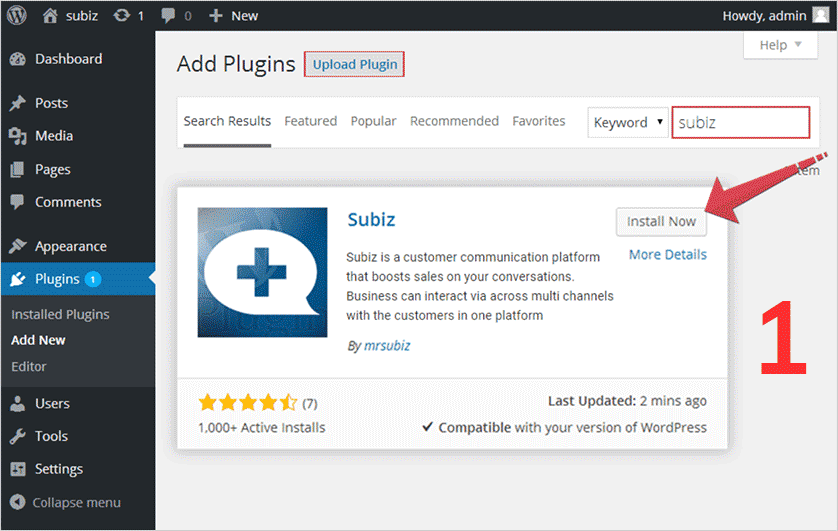 subiz 1 0 New
Howdy, admin
Help
Dashboard
Posts
Media
Pages
Comments
Appearance
Plugins 1
Installed Plugins
Add New
Editor
Users
Tools
Settings
Collapse menu
Add Plugins Upload Plugin
Search Results Featured Popular Recommended Favorites Keyword subiz
Subiz
Install Now
More Details
Subiz is a customer communication platform
that boosts sales on your conversations.
Business can interact via across multi channels
with the customers in one platform
By mrsubiz
(7)
1,000+ Active Installs
Last Updated: 2 mins ago
Compatible with your version of WordPress
1